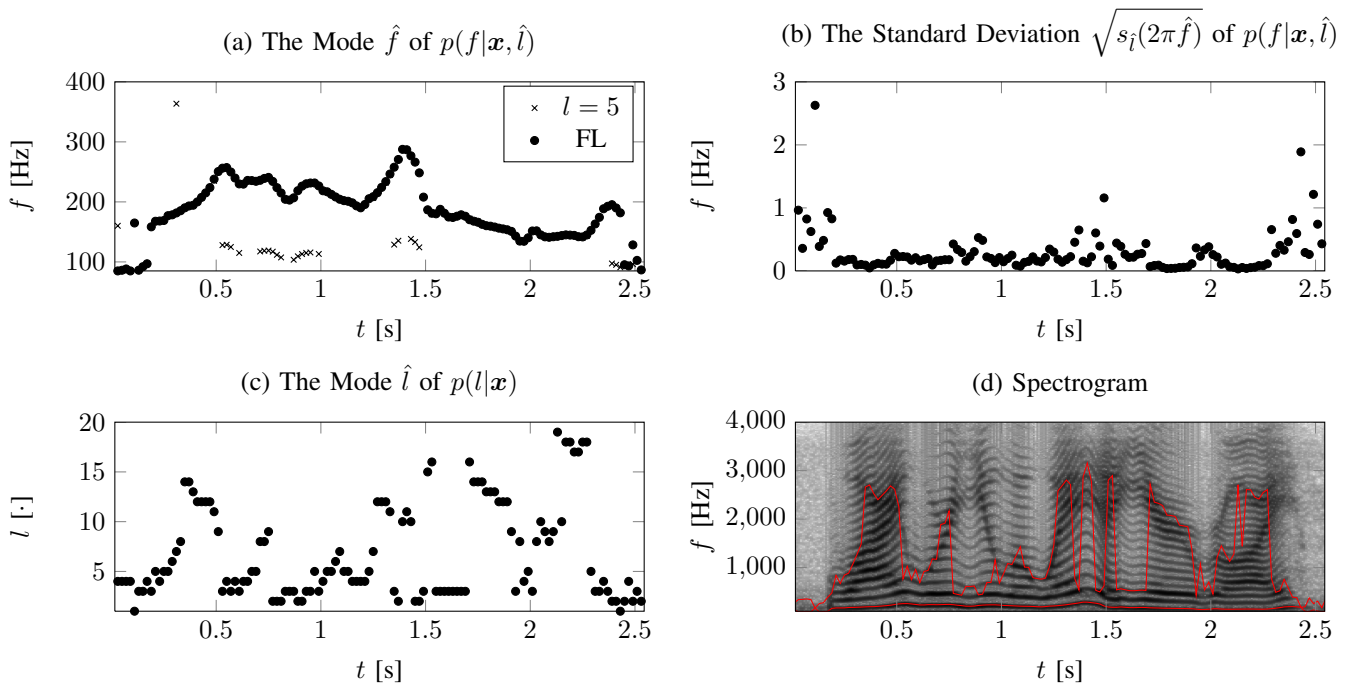 (a) The Mode f̂ of p(f|x, l̂)
400
300
200
100
f [Hz]
l = 5
FL
0.5 1 1.5 2 2.5
t [s]
(b) The Standard Deviation √s_l̂(2πf̂) of p(f|x, l̂)
3
2
1
0
f [Hz]
0.5 1 1.5 2 2.5
t [s]
(c) The Mode l̂ of p(l|x)
20
15
10
5
l [·]
0.5 1 1.5 2 2.5
t [s]
(d) Spectrogram
4,000
3,000
2,000
1,000
f [Hz]
0.5 1 1.5 2 2.5
t [s]